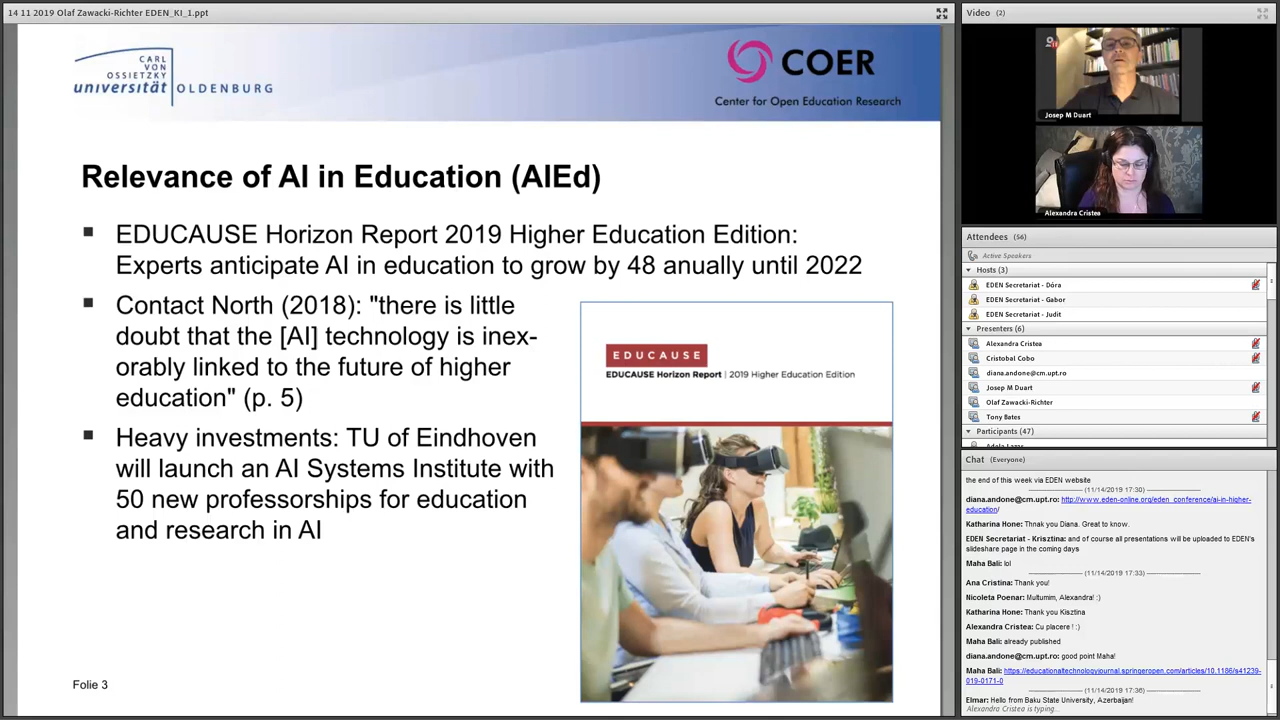 14 11 2019 Olaf Zawacki-Richter EDEN_KI_1.ppt
CARL
VON
OSSIETZKY
universität OLDENBURG
COER
Center for Open Education Research
Relevance of AI in Education (AIEd)
EDUCAUSE Horizon Report 2019 Higher Education Edition:
Experts anticipate AI in education to grow by 48 anually until 2022
Contact North (2018): "there is little
doubt that the [AI] technology is inex-
orably linked to the future of higher
education" (p. 5)
Heavy investments: TU of Eindhoven
will launch an AI Systems Institute with
50 new professorships for education
and research in AI
EDUCAUSE
EDUCAUSE Horizon Report | 2019 Higher Education Edition
Folie 3
Video (2)
Josep M Duart
Alexandra Cristea
Attendees (56)
Active Speakers
Hosts (3)
EDEN Secretariat - Dóra
EDEN Secretariat - Gabor
EDEN Secretariat - Judit
Presenters (6)
Alexandra Cristea
Cristobal Cobo
diana.andone@cm.upt.ro
Josep M Duart
Olaf Zawacki-Richter
Tony Bates
Participants (47)
Chat (Everyone)
the end of this week via EDEN website
(11/14/2019 17:30)
diana.andone@cm.upt.ro: http://www.eden-online.org/eden_conference/ai-in-higher-
education/
Katharina Hone: Thnak you Diana. Great to know.
EDEN Secretariat - Krisztina: and of course all presentations will be uploaded to EDEN's
slideshare page in the coming days
Maha Bali: lol
(11/14/2019 17:33)
Ana Cristina: Thank you!
Nicoleta Poenar: Multumim, Alexandra! :)
Katharina Hone: Thank you Kisztina
Alexandra Cristea: Cu placere ! :)
Maha Bali: already published
diana.andone@cm.upt.ro: good point Maha!
Maha Bali: https://educationaltechnologyjournal.springeropen.com/articles/10.1186/s41239-
019-0171-0
(11/14/2019 17:36)
Elmar: Hello from Baku State University, Azerbaijan!
Alexandra Cristea is typing...